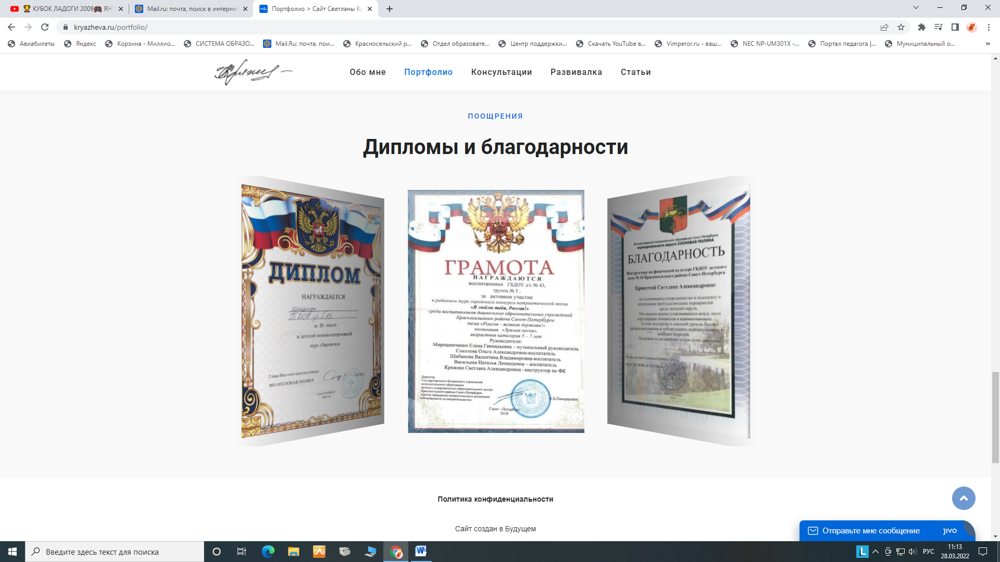 КУБОК ЛАДОГИ 2009
Mail.ru: почта, поиск в интернет
Портфолио > Сайт Светланы Кр
kryazheva.ru/portfolio/
Авиабилеты
Яндекс
Корзина - Миллио...
СИСТЕМА ОБРАЗО...
Mail.Ru: почта, пои...
Красносельский р...
Отдел образовате...
Центр поддержки...
Скачать YouTube в...
Vimperor.ru - ваш...
NEC NP-UM301X -...
Портал педагога |...
Муниципальный о...
»
Обо мне
Портфолио
Консультации
Развивалка
Статьи
ПООЩРЕНИЯ
Дипломы и благодарности
ДИПЛОМ
НАГРАЖДАЕТСЯ
команда
ГБДОУ д/с
за III место
в детской военно-спортивной
игре «Зарничка»
Глава Местной администрации
МО СОСНОВАЯ ПОЛЯНА
А.Р.Рау
Санкт-Петербург
ГРАМОТА
НАГРАЖДАЮТСЯ
воспитанники ГБДОУ д/с № 43,
группа № 5 .
за активное участие
в районном туре городского конкурса патриотической песни
«Я люблю тебя, Россия!»
среди воспитанников дошкольных образовательных учреждений
Красносельского района Санкт-Петербурга
тема «Россия – великая держава!»
номинация «Зримая песня»,
возрастная категория 5 – 7 лет
Руководители:
Мирошниченко Елена Геннадьевна – музыкальный руководитель
Соколова Ольга Александровна-воспитатель
Шибанова Валентина Владимировна-воспитатель
Васильева Наталья Леонидовна – воспитатель
Кряжева Светлана Александровна –инструктор по ФК
Директор
Государственного бюджетного учреждения
дополнительного образования
детского оздоровительно-образовательного центра
Красносельского района Санкт-Петербурга
«Центр гражданско-патриотического воспитания
и безопасности жизнедеятельности»
К.Б.Панкрашкин
Санкт –Петербург
2018
Внутригородское муниципальное образование Санкт-Петербурга
муниципального округа СОСНОВАЯ ПОЛЯНА
БЛАГОДАРНОСТЬ
Инструктору по физической культуре ГБДОУ детского
сада № 43 Красносельского района Санкт-Петербурга
Кряжевой Светлане Александровне
за плодотворное сотрудничество и поддержку в
проведении профилактических мероприятий
среди жителей округа.
Мы высоко ценим установившиеся между нами
партнерские отношения и взаимопонимание.
Хотим подчеркнуть высокий уровень Вашего
профессионализма и поблагодарить за оперативность в
решении вопросов.
Надеемся на дальнейшее тесное сотрудничество.
Глава местной администрации
МО СОСНОВАЯ ПОЛЯНА
А.Р.Рау
Политика конфиденциальности
Сайт создан в Будущем
Отправьте мне сообщение
jivo
Введите здесь текст для поиска
РУС
11:13
28.03.2022